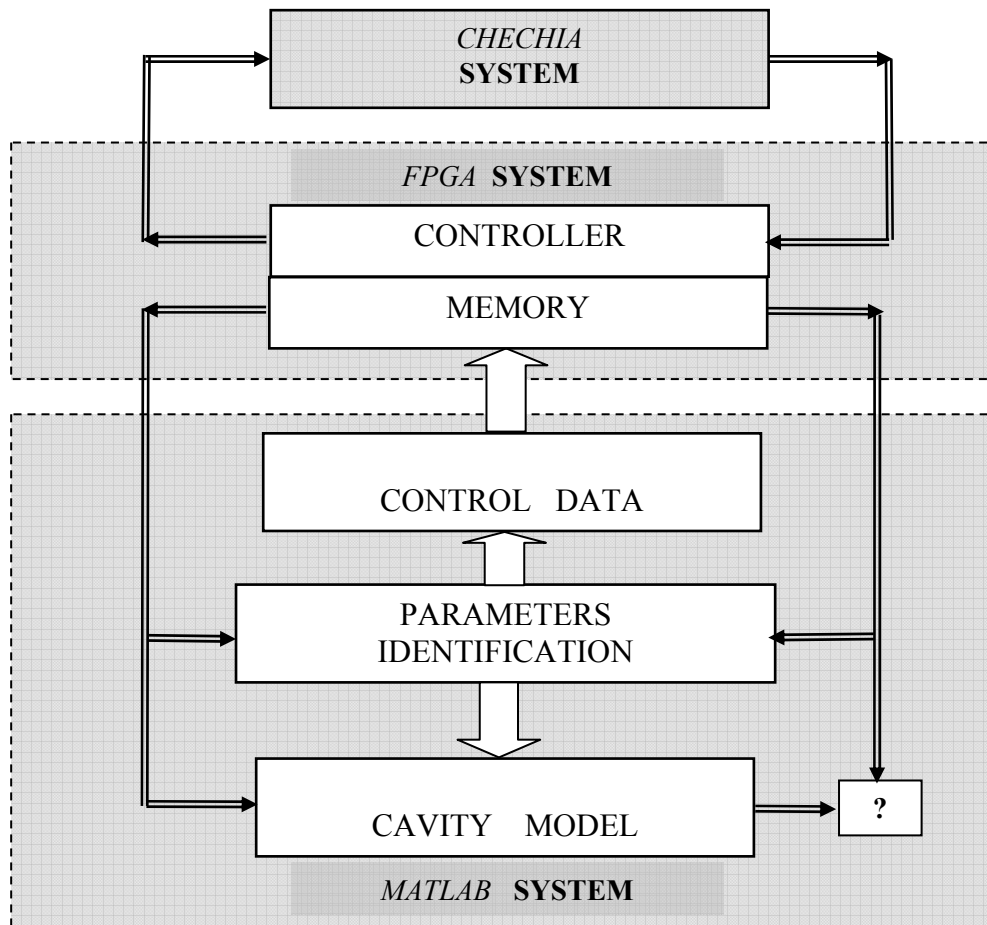 CHECHIA
SYSTEM
FPGA SYSTEM
CONTROLLER
MEMORY
CONTROL DATA
PARAMETERS
IDENTIFICATION
CAVITY MODEL
?
MATLAB SYSTEM